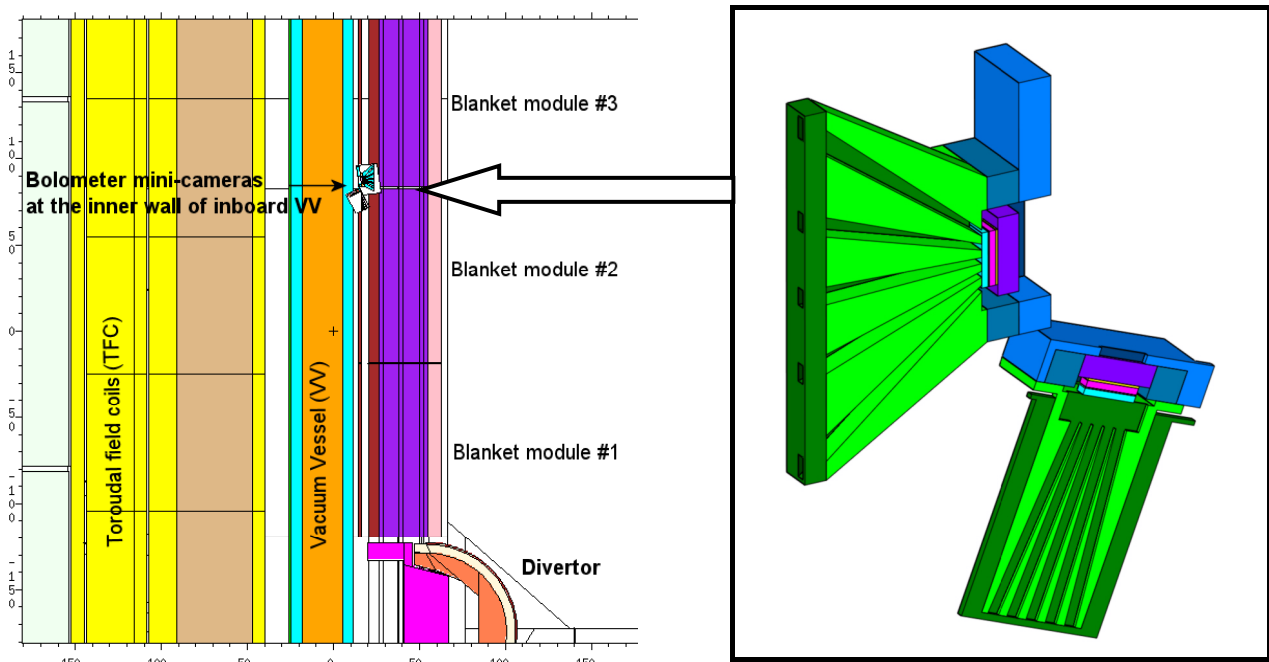 Blanket module #3
Bolometer mini-cameras
at the inner wall of inboard VV
Blanket module #2
Toroudal field coils (TFC)
Vacuum Vessel (VV)
Blanket module #1
Divertor
150
100
50
0
-50
-100
-150
-150
-100
-50
0
50
100
150